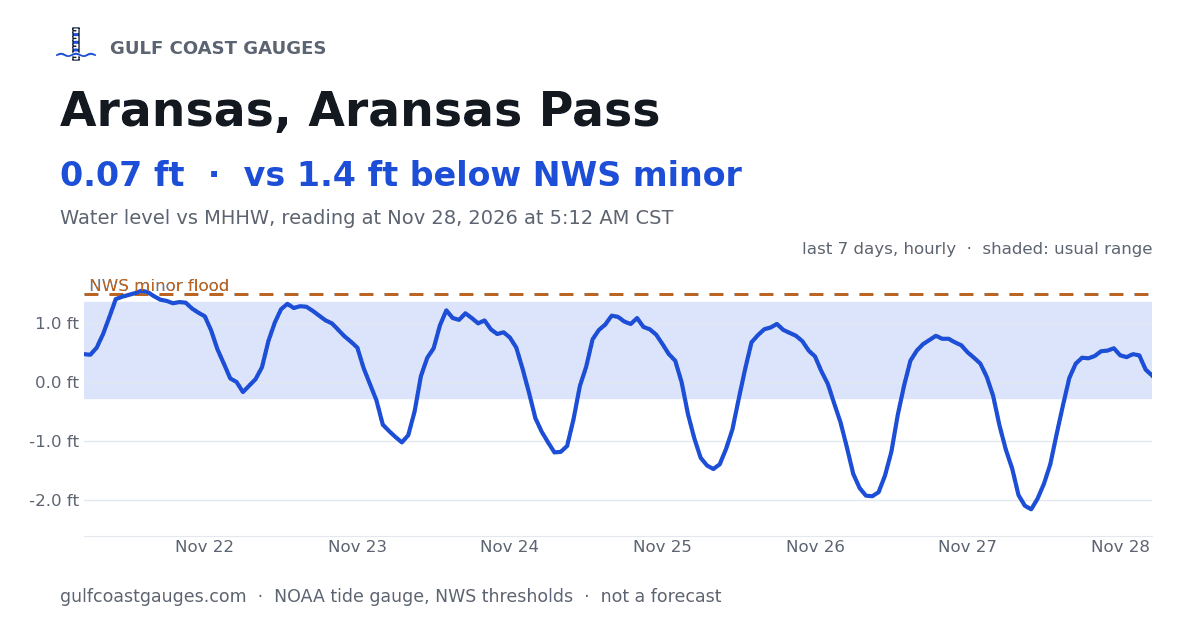 GULF COAST GAUGES
Aransas, Aransas Pass
0.07 ft · vs 1.4 ft below NWS minor
Water level vs MHHW, reading at Nov 28, 2026 at 5:12 AM CST
last 7 days, hourly · shaded: usual range
NWS minor flood
1.0 ft
0.0 ft
-1.0 ft
-2.0 ft
Nov 22 Nov 23 Nov 24 Nov 25 Nov 26 Nov 27 Nov 28
gulfcoastgauges.com · NOAA tide gauge, NWS thresholds · not a forecast